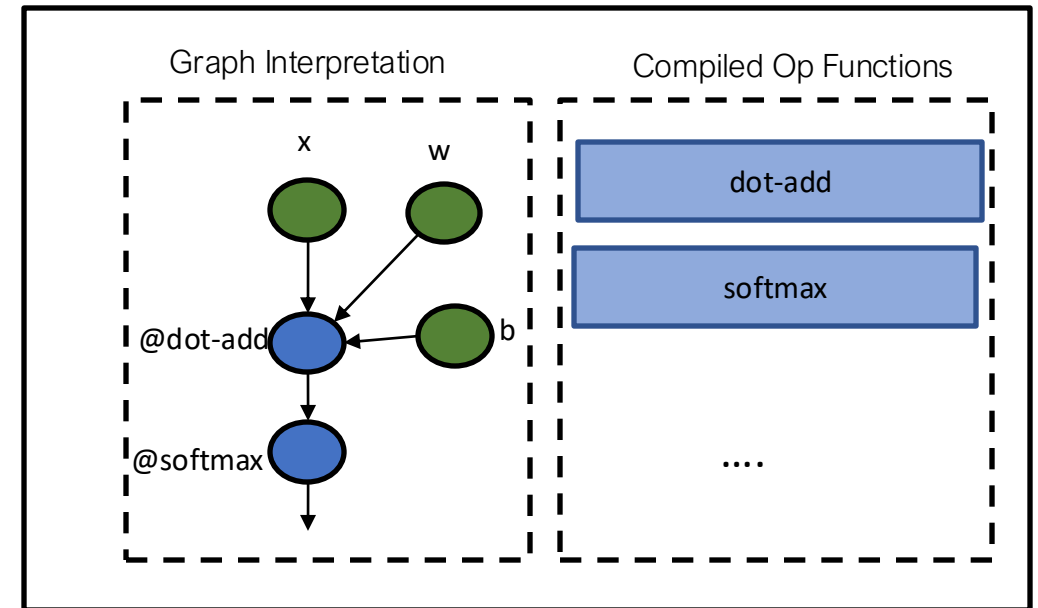 Graph Interpretation
x
w
@dot-add
b
@softmax
Compiled Op Functions
dot-add
softmax
....